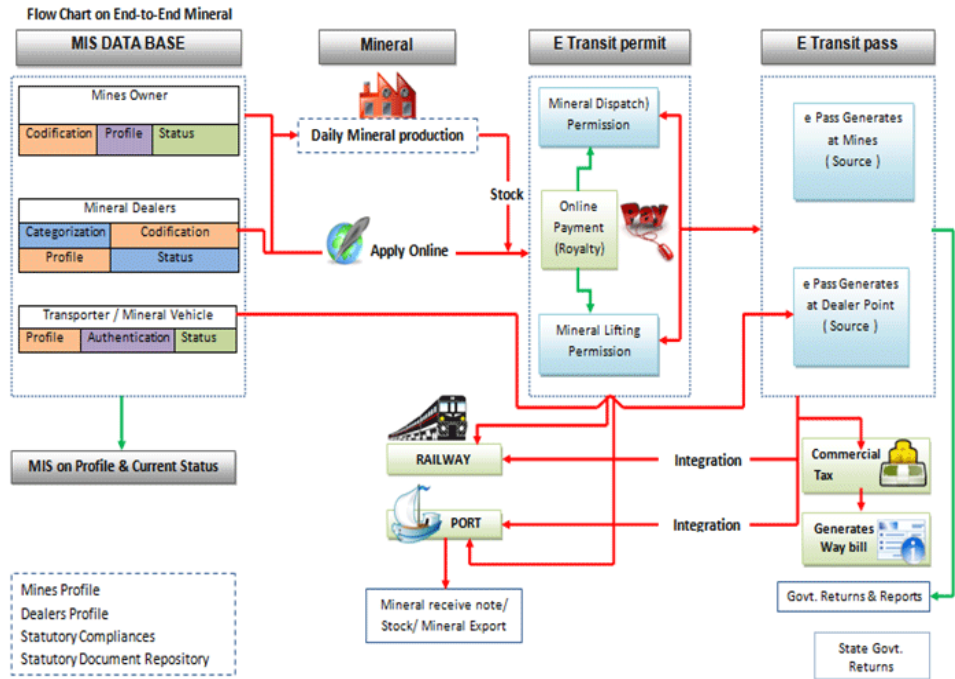 Flow Chart on End-to-End Mineral
MIS DATA BASE
Mineral
E Transit permit
E Transit pass
Mines Owner
Codification
Profile
Status
Mineral Dealers
Categorization
Codification
Profile
Status
Transporter / Mineral Vehicle
Profile
Authentication
Status
MIS on Profile & Current Status
Mines Profile
Dealers Profile
Statutory Compliances
Statutory Document Repository
Daily Mineral production
Stock
Apply Online
Mineral Dispatch)
Permission
Online
Payment
(Royalty)
Pay
Mineral Lifting
Permission
e Pass Generates
at Mines
( Source )
e Pass Generates
at Dealer Point
( Source )
RAILWAY
Integration
PORT
Integration
Mineral receive note/
Stock/ Mineral Export
Commercial
Tax
Generates
Way bill
Govt. Returns & Reports
State Govt.
Returns